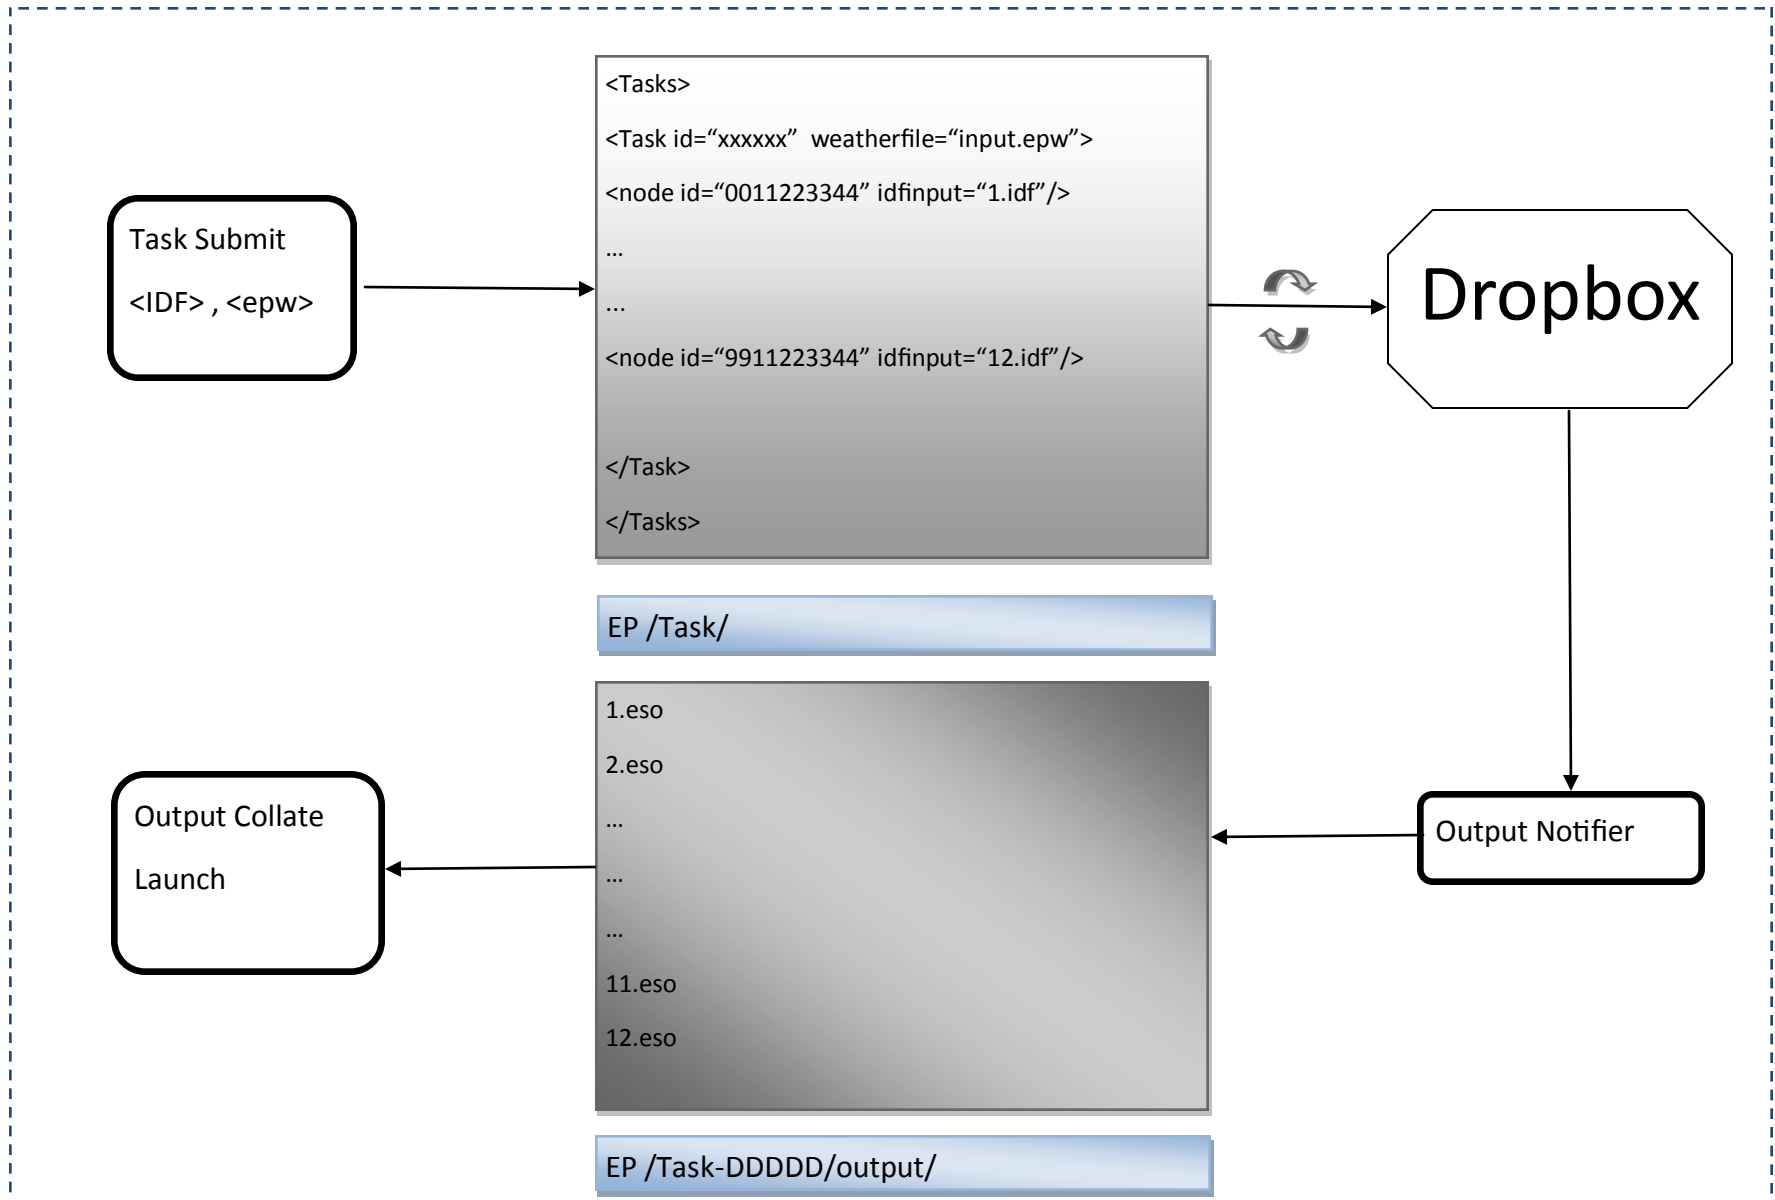 Task Submit
<IDF> , <epw>
<Tasks>
<Task id=“xxxxxx”  weatherfile=“input.epw”>
<node id=“0011223344” idfinput=“1.idf”/>
...
...
<node id=“9911223344” idfinput=“12.idf”/>
</Task>
</Tasks>
EP /Task/
Dropbox
Output Notifier
1.eso
2.eso
...
...
...
11.eso
12.eso
EP /Task-DDDDD/output/
Output Collate
Launch